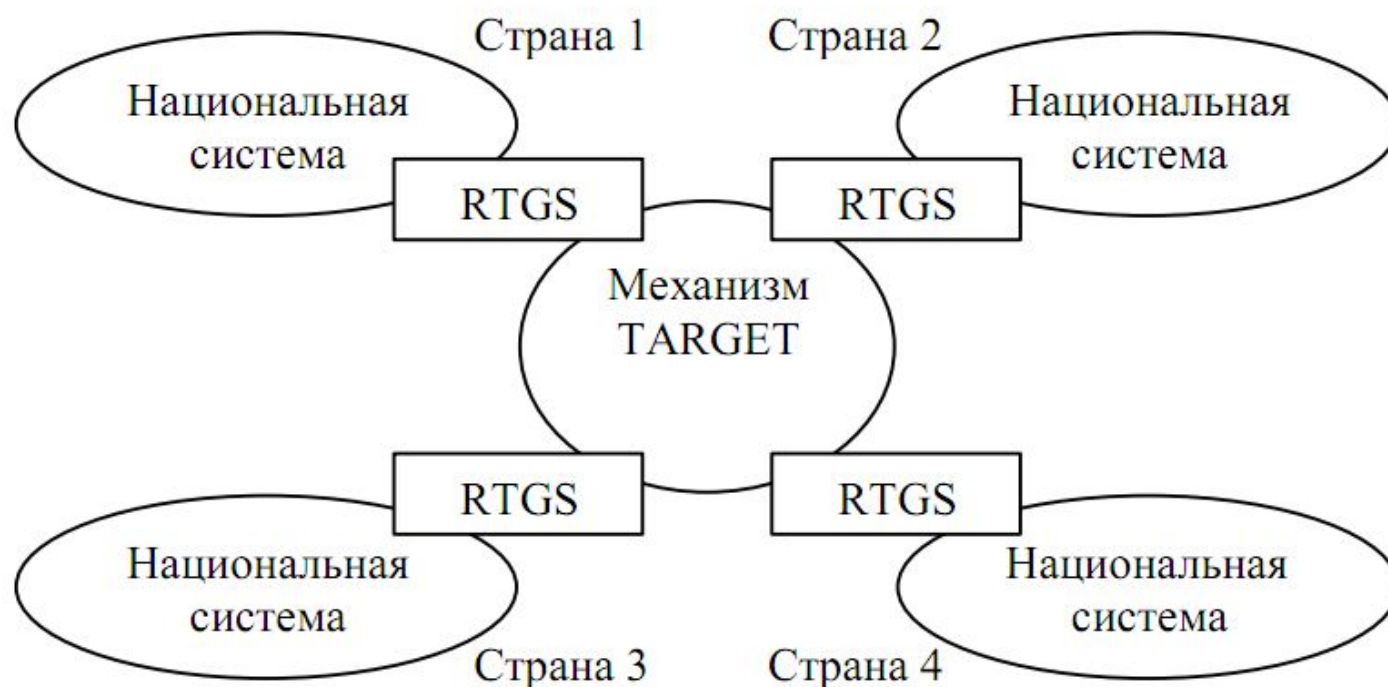 Страна 1
Страна 2
Национальная
система
Национальная
система
RTGS
RTGS
Механизм
TARGET
RTGS
RTGS
Национальная
система
Национальная
система
Страна 3
Страна 4